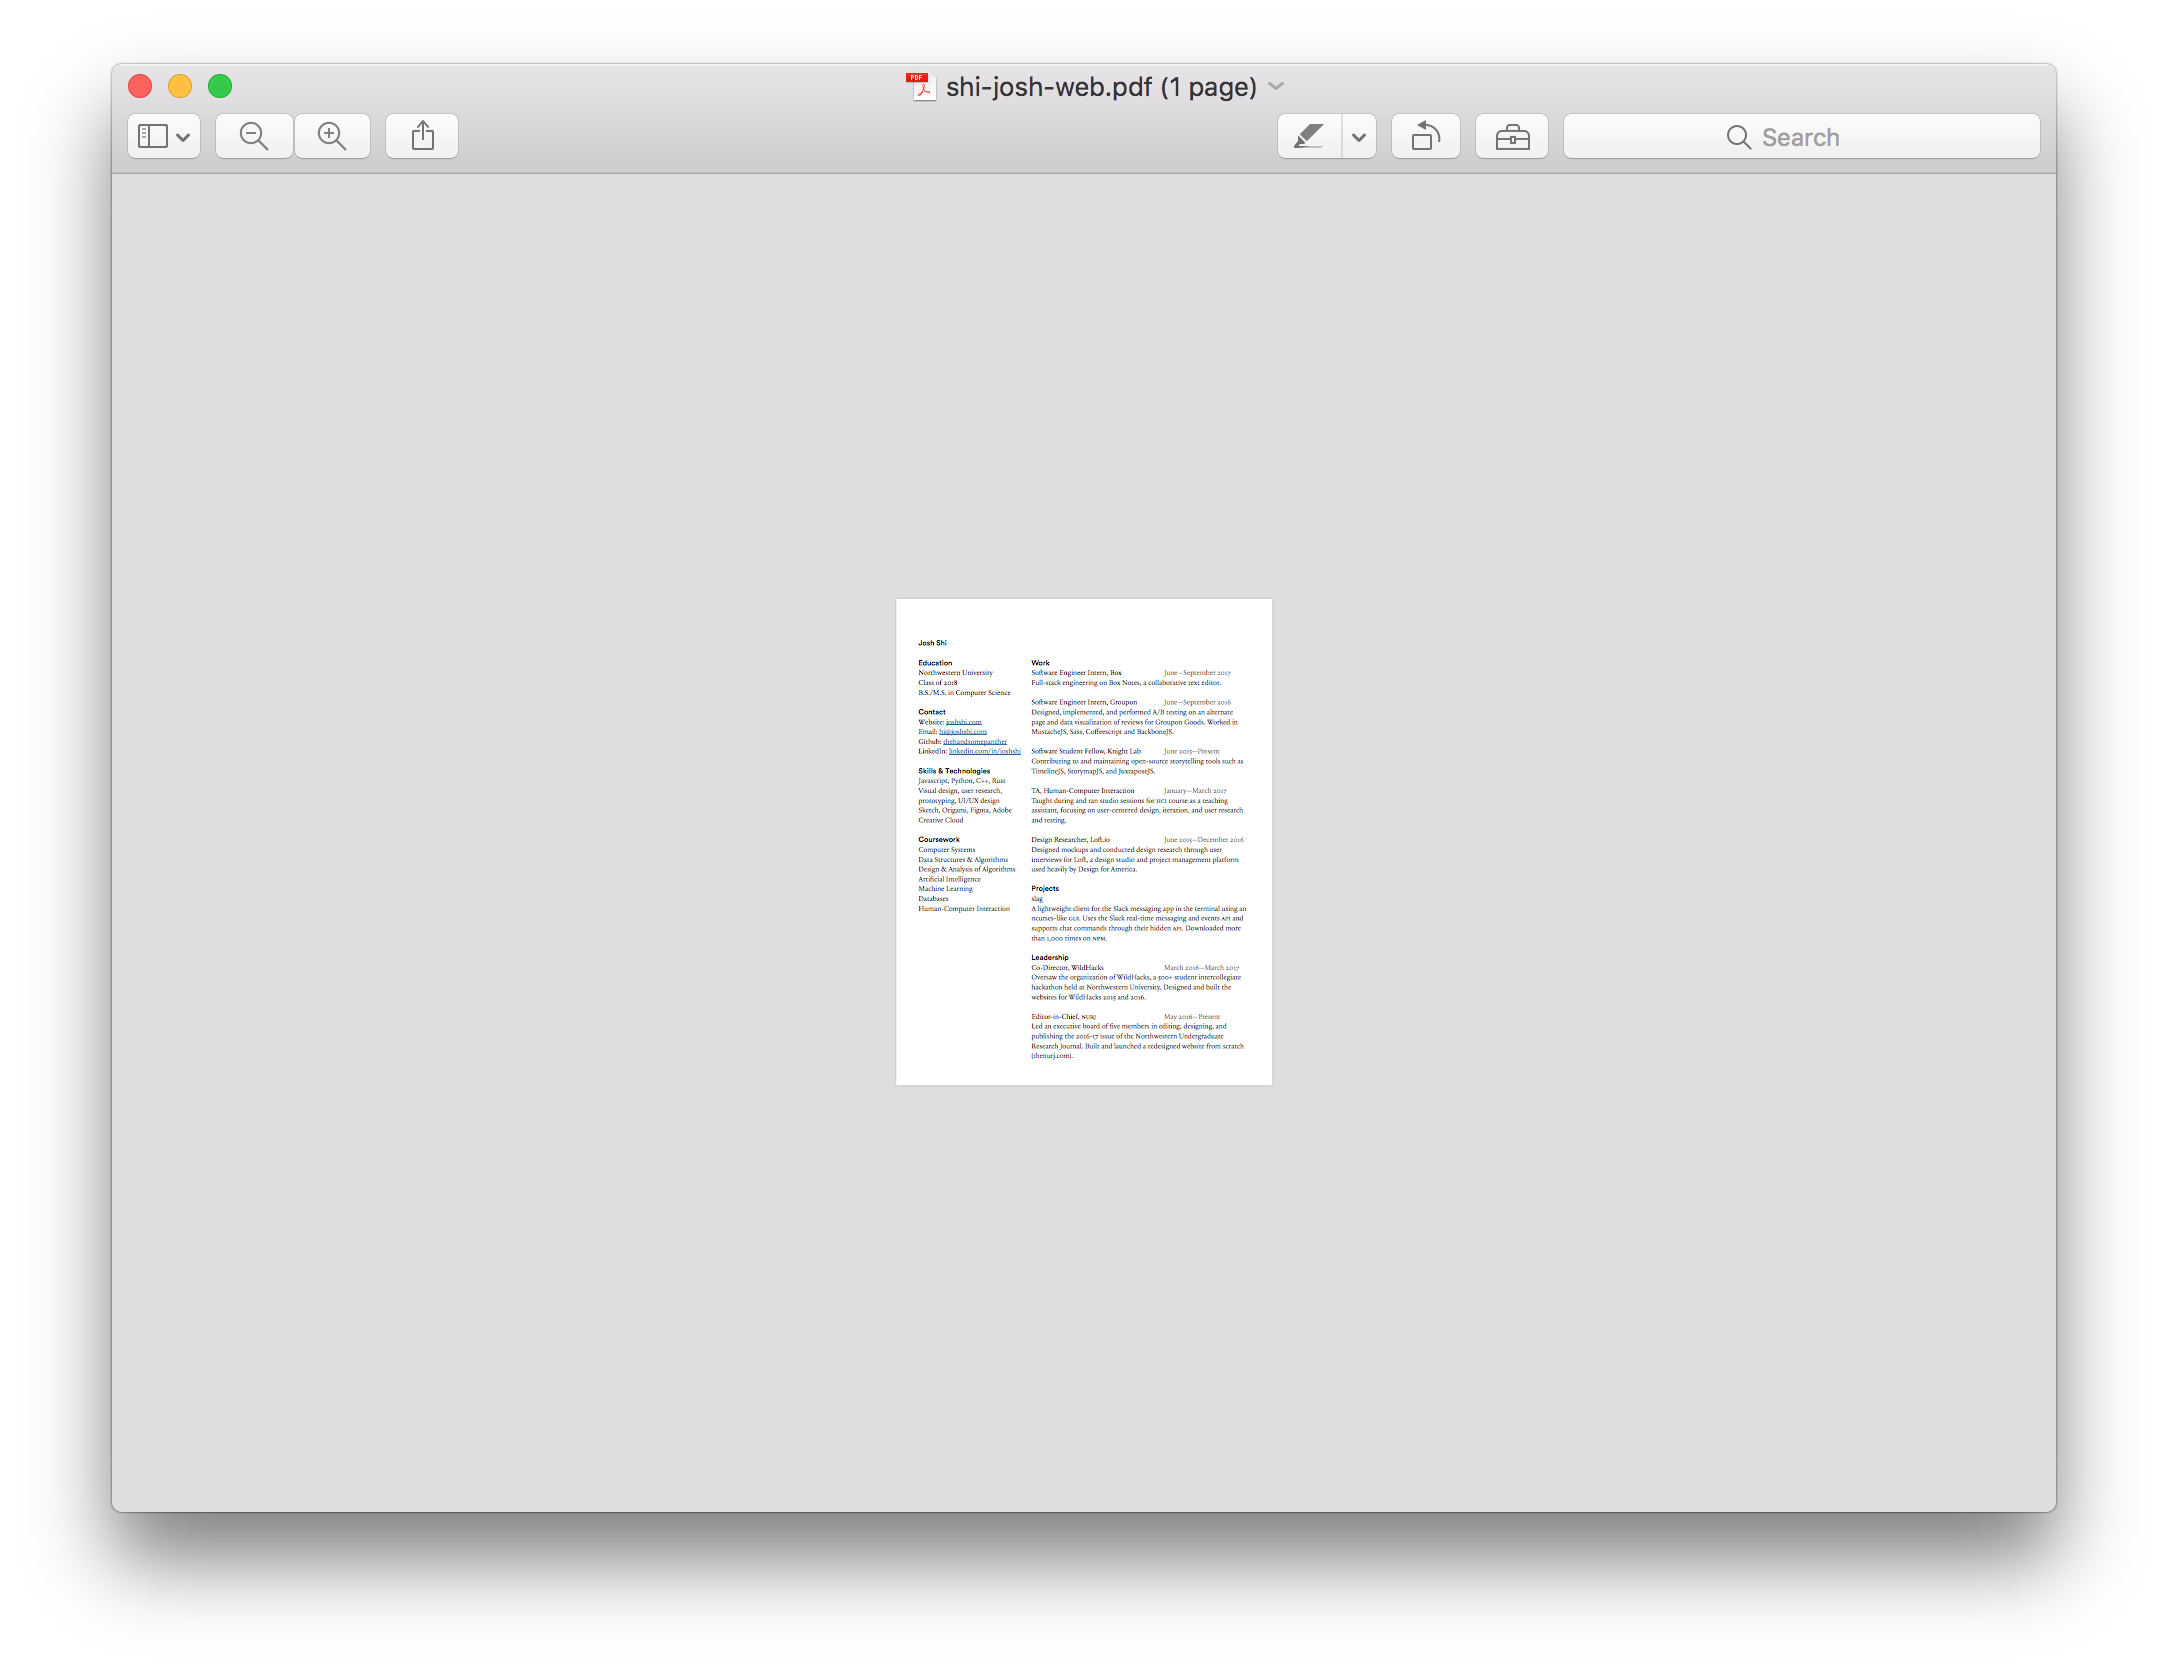 PDF
shi-josh-web.pdf (1 page)
Search
Josh Shi
Education
Northwestern University
Class of 2018
B.S./M.S. in Computer Science
Contact
Website: joshshi.com
Email: hi@joshshi.com
Github: thehandsomepanther
LinkedIn: linkedin.com/in/joshshi
Skills & Technologies
Javascript, Python, C++, Rust
Visual design, user research,
prototyping, UI/UX design
Sketch, Origami, Figma, Adobe
Creative Cloud
Coursework
Computer Systems
Data Structures & Algorithms
Design & Analysis of Algorithms
Artificial Intelligence
Machine Learning
Databases
Human-Computer Interaction
Work
Software Engineer Intern, Box June—September 2017
Full-stack engineering on Box Notes, a collaborative text editor.
Software Engineer Intern, Groupon June—September 2016
Designed, implemented, and performed A/B testing on an alternate
page and data visualization of reviews for Groupon Goods. Worked in
MustacheJS, Sass, Coffeescript and BackboneJS.
Software Student Fellow, Knight Lab June 2015—Present
Contributing to and maintaining open-source storytelling tools such as
TimelineJS, StorymapJS, and JuxtaposeJS.
TA, Human-Computer Interaction January—March 2017
Taught during and ran studio sessions for HCI course as a teaching
assistant, focusing on user-centered design, iteration, and user research
and testing.
Design Researcher, Loft.io June 2015—December 2016
Designed mockups and conducted design research through user
interviews for Loft, a design studio and project management platform
used heavily by Design for America.
Projects
slag
A lightweight client for the Slack messaging app in the terminal using an
ncurses-like GUI. Uses the Slack real-time messaging and events API and
supports chat commands through their hidden API. Downloaded more
than 1,000 times on NPM.
Leadership
Co-Director, WildHacks March 2016—March 2017
Oversaw the organization of WildHacks, a 500+ student intercollegiate
hackathon held at Northwestern University. Designed and built the
websites for WildHacks 2015 and 2016.
Editor-in-Chief, NURJ May 2016—Present
Led an executive board of five members in editing, designing, and
publishing the 2016-17 issue of the Northwestern Undergraduate
Research Journal. Built and launched a redesigned website from scratch
(thenurj.com).